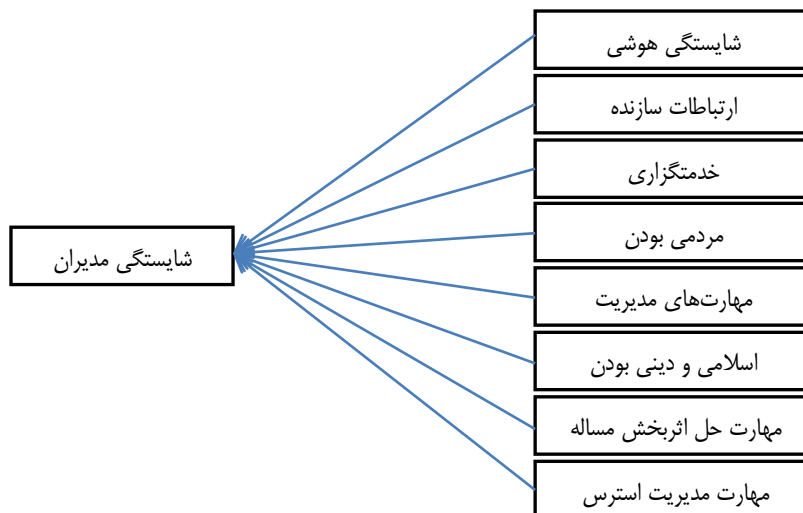 شایستگی هوشی
ارتباطات سازنده
خدمتگزاری
مردمی بودن
مهارت‌های مدیریت
اسلامی و دینی بودن
مهارت حل اثربخش مساله
مهارت مدیریت استرس
شایستگی مدیران